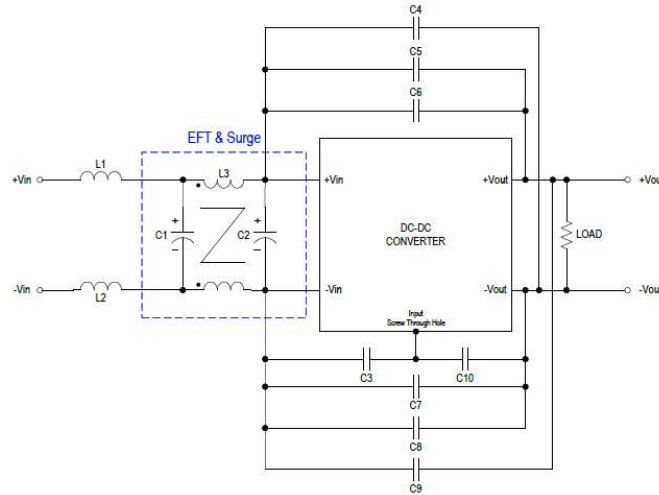 C4
C5
C6
EFT & Surge
L1
L3
+Vin
+Vin
+Vout
+Vout
C1
+
−
C2
+
−
DC-DC
CONVERTER
LOAD
-Vin
L2
-Vin
-Vout
-Vout
Input
Screw Through Hole
C3
C10
C7
C8
C9